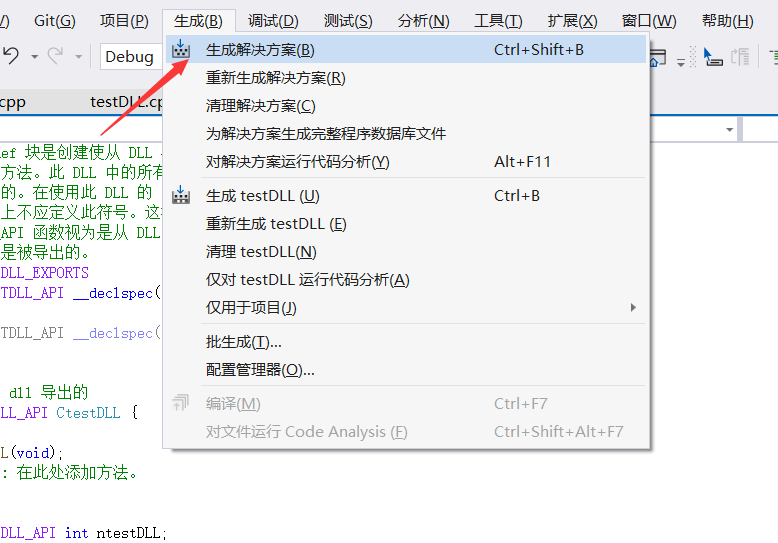 Git(G) 项目(P) 生成(B) 调试(D) 测试(S) 分析(N) 工具(T) 扩展(X) 窗口(W) 帮助(H)
Debug
生成解决方案(B) Ctrl+Shift+B
重新生成解决方案(R)
cpp testDLL.cp
清理解决方案(C)
为解决方案生成完整程序数据库文件
对解决方案运行代码分析(Y) Alt+F11
生成 testDLL (U) Ctrl+B
重新生成 testDLL (E)
清理 testDLL(N)
仅对 testDLL 运行代码分析(A)
仅用于项目(J)
批生成(T)...
配置管理器(O)...
编译(M) Ctrl+F7
对文件运行 Code Analysis (F) Ctrl+Shift+Alt+F7
ef 块是创建使从 DLL
方法。此 DLL 中的所有
的。在使用此 DLL 的
上不应定义此符号。这
API 函数视为是从 DLL
是被导出的。
DLL_EXPORTS
TDLL_API __declspec(
TDLL_API __declspec(
dll 导出的
LL_API CtestDLL {
L(void);
: 在此处添加方法。
DLL_API int ntestDLL;